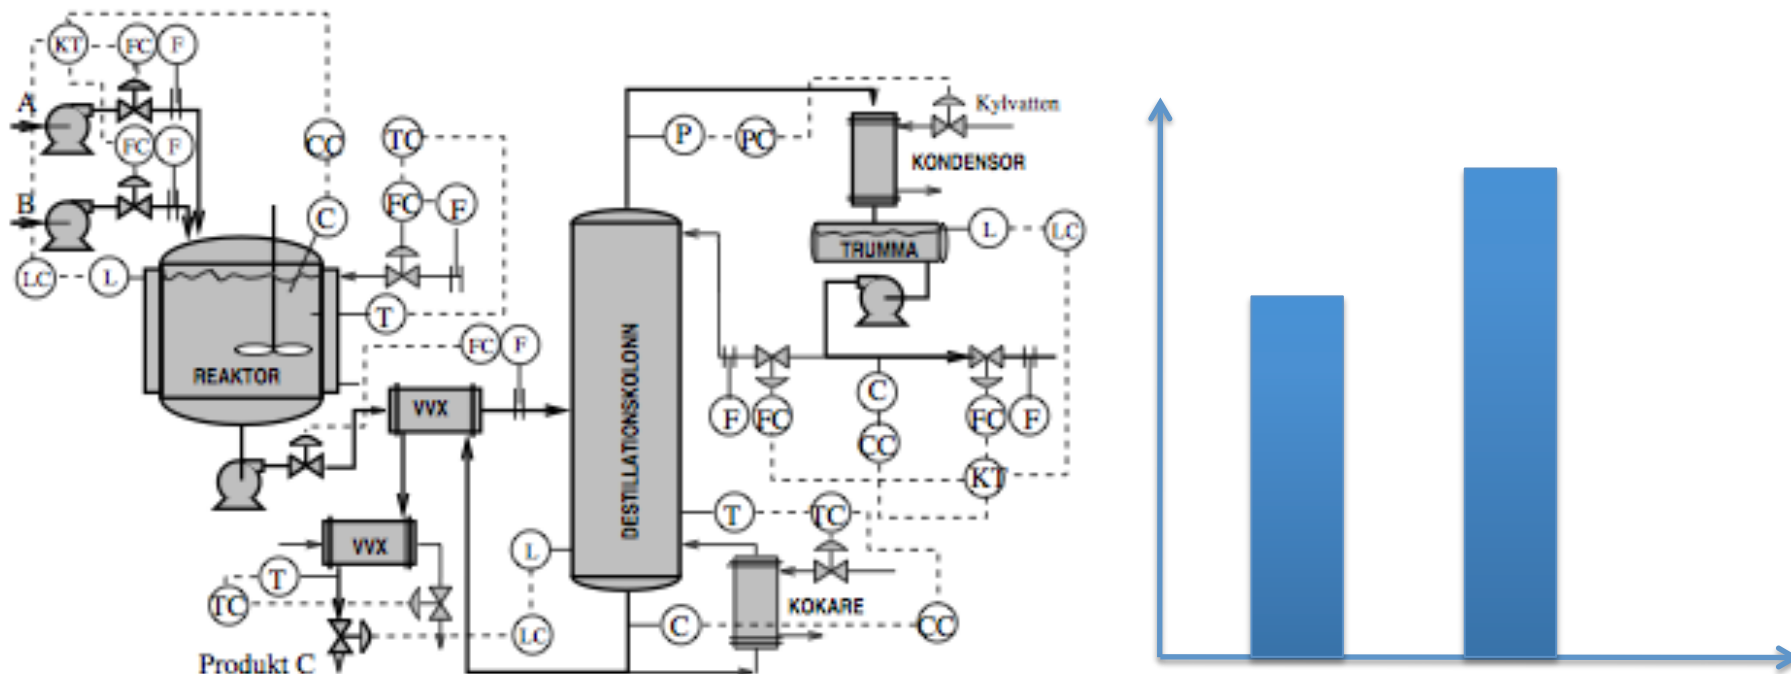 KT FC F
A
FC F
CC TC
P PC
Kylvatten
KONDENSOR
B
C FC F
L LC
TRUMMA
LC L
T
FC F
REAKTOR
VVX
DESTILLATIONSKOLONN
C
F FC FC F
CC
KT
T TC
VVX
L
T
TC
KOKARE
LC C CC
Produkt C